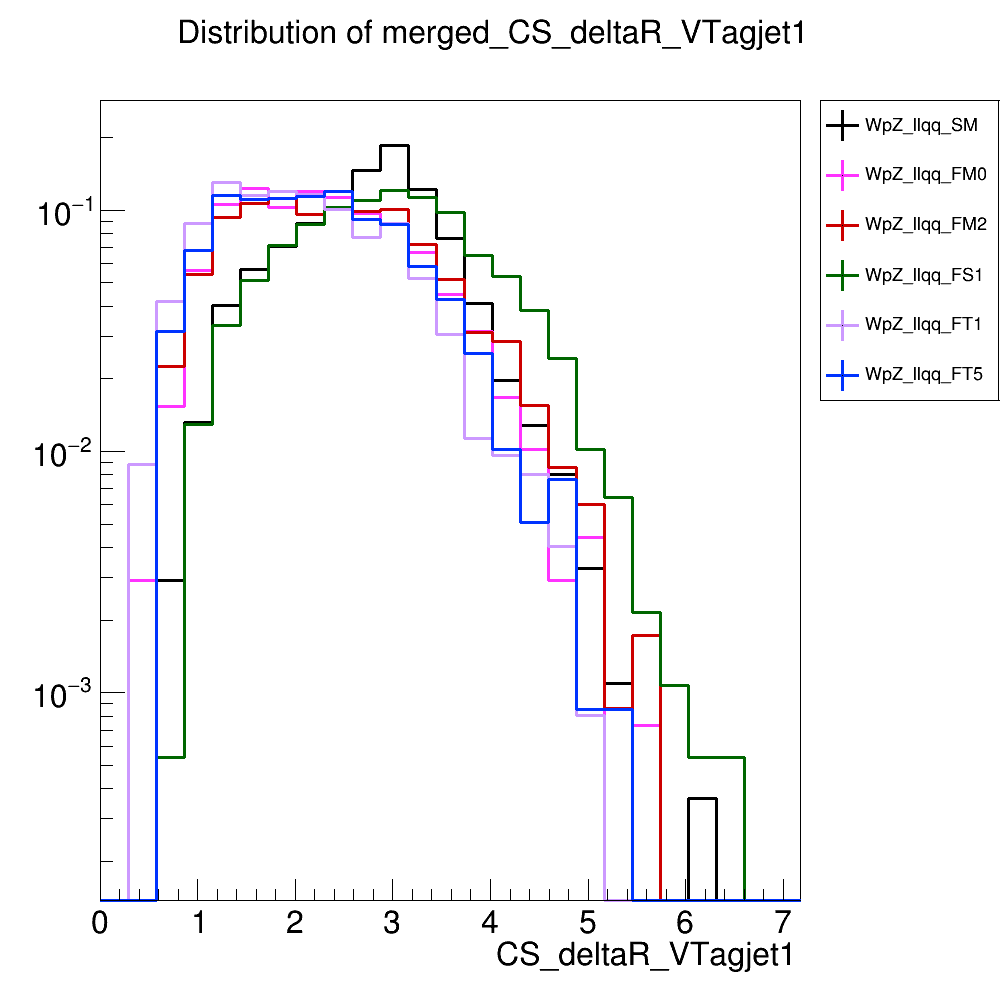 Distribution of merged_CS_deltaR_VTagjet1
WpZ_llqq_SM
WpZ_llqq_FM0
WpZ_llqq_FM2
WpZ_llqq_FS1
WpZ_llqq_FT1
WpZ_llqq_FT5
10⁻¹
10⁻²
10⁻³
0 1 2 3 4 5 6 7
CS_deltaR_VTagjet1